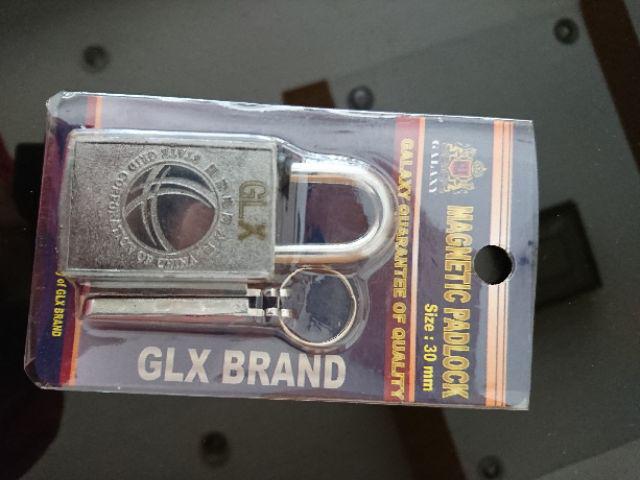 GALAXY
MAGNETIC PADLOCK
Size : 30 mm
GALAXY GUARANTEE OF QUALITY
GLX
STATE GRID CORPORATION OF CHINA
GLX BRAND
of GLX BRAND